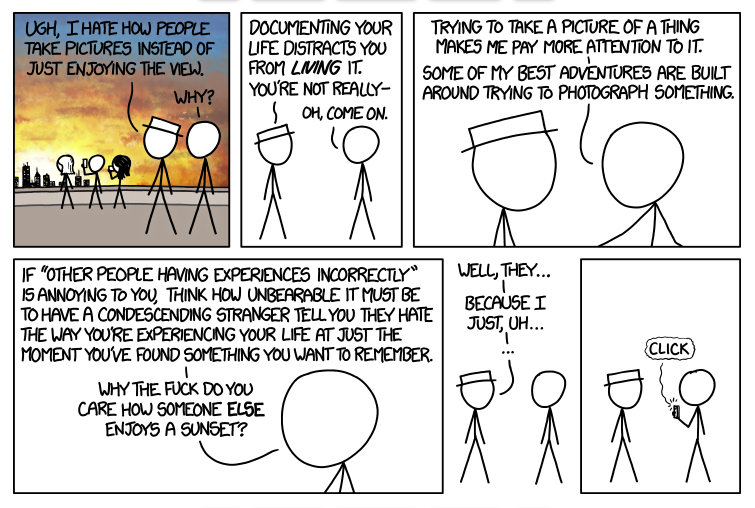 UGH, I HATE HOW PEOPLE
TAKE PICTURES INSTEAD OF
JUST ENJOYING THE VIEW.
WHY?
DOCUMENTING YOUR
LIFE DISTRACTS YOU
FROM LIVING IT.
YOU'RE NOT REALLY—
OH, COME ON.
TRYING TO TAKE A PICTURE OF A THING
MAKES ME PAY MORE ATTENTION TO IT.
SOME OF MY BEST ADVENTURES ARE BUILT
AROUND TRYING TO PHOTOGRAPH SOMETHING.
IF "OTHER PEOPLE HAVING EXPERIENCES INCORRECTLY"
IS ANNOYING TO YOU, THINK HOW UNBEARABLE IT MUST BE
TO HAVE A CONDESCENDING STRANGER TELL YOU THEY HATE
THE WAY YOU'RE EXPERIENCING YOUR LIFE AT JUST THE
MOMENT YOU'VE FOUND SOMETHING YOU WANT TO REMEMBER.
WHY THE FUCK DO YOU
CARE HOW SOMEONE ELSE
ENJOYS A SUNSET?
WELL, THEY...
BECAUSE I
JUST, UH...
...
CLICK